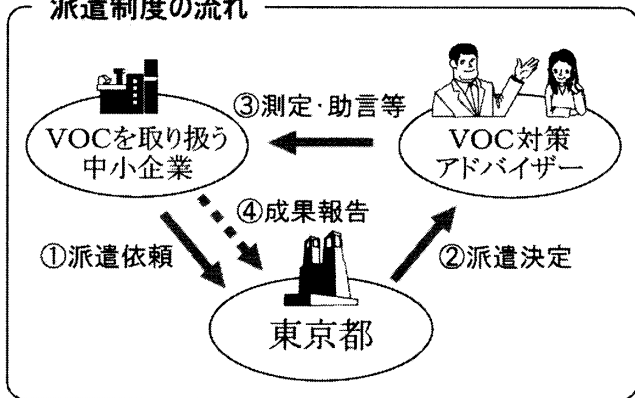 派遣制度の流れ
③測定・助言等
VOCを取り扱う
中小企業
VOC対策
アドバイザー
④成果報告
①派遣依頼
②派遣決定
東京都